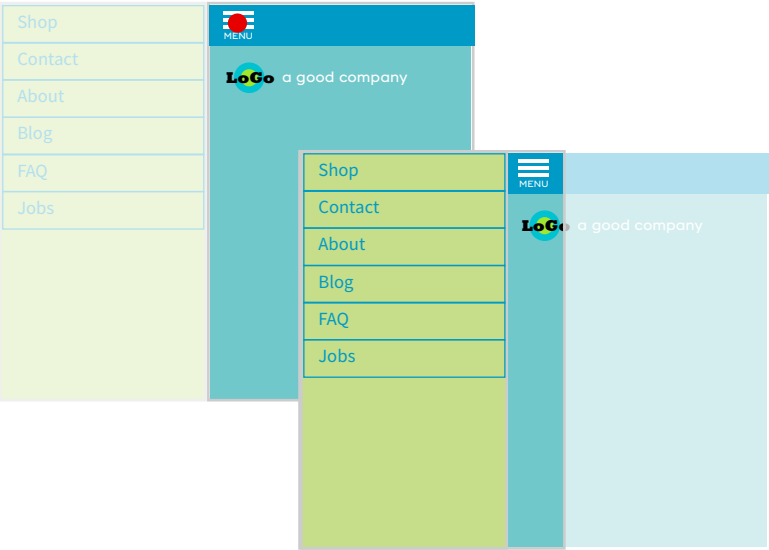 Shop
Contact
About
Blog
FAQ
Jobs
MENU
LoGo a good company
Shop
Contact
About
Blog
FAQ
Jobs
MENU
LoGo a good company